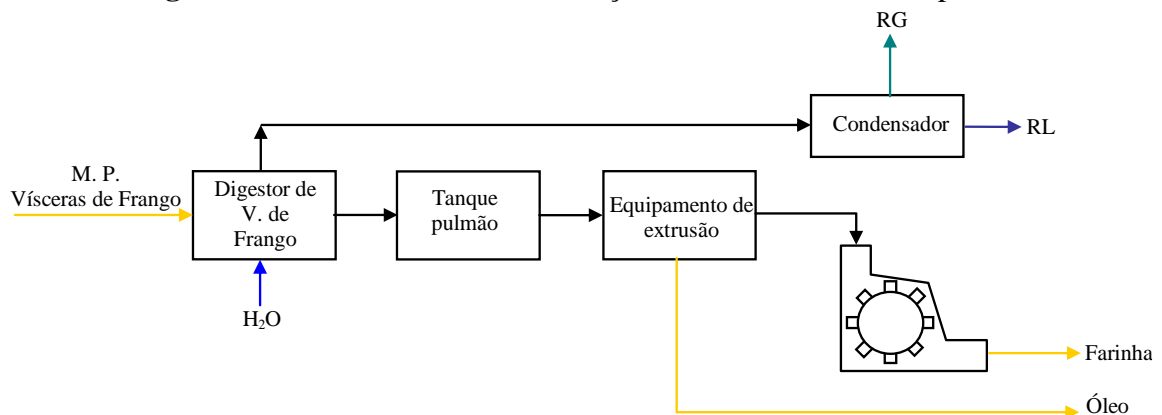 RG
Condensador
RL
M. P.
Vísceras de Frango
Digestor de
V. de
Frango
Tanque
pulmão
Equipamento de
extrusão
H₂O
Farinha
Óleo